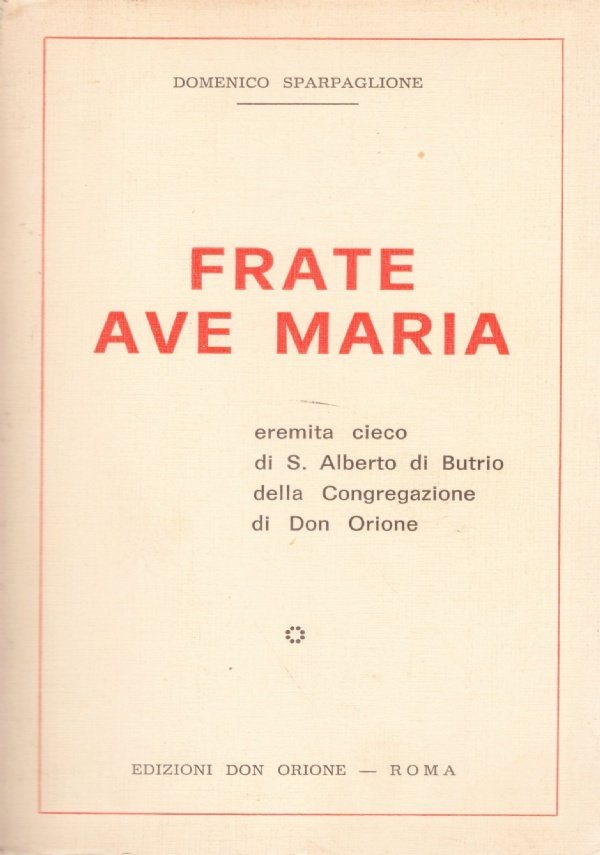 DOMENICO SPARPAGLIONE
FRATE
AVE MARIA
eremita cieco
di S. Alberto di Butrio
della Congregazione
di Don Orione
EDIZIONI DON ORIONE — ROMA